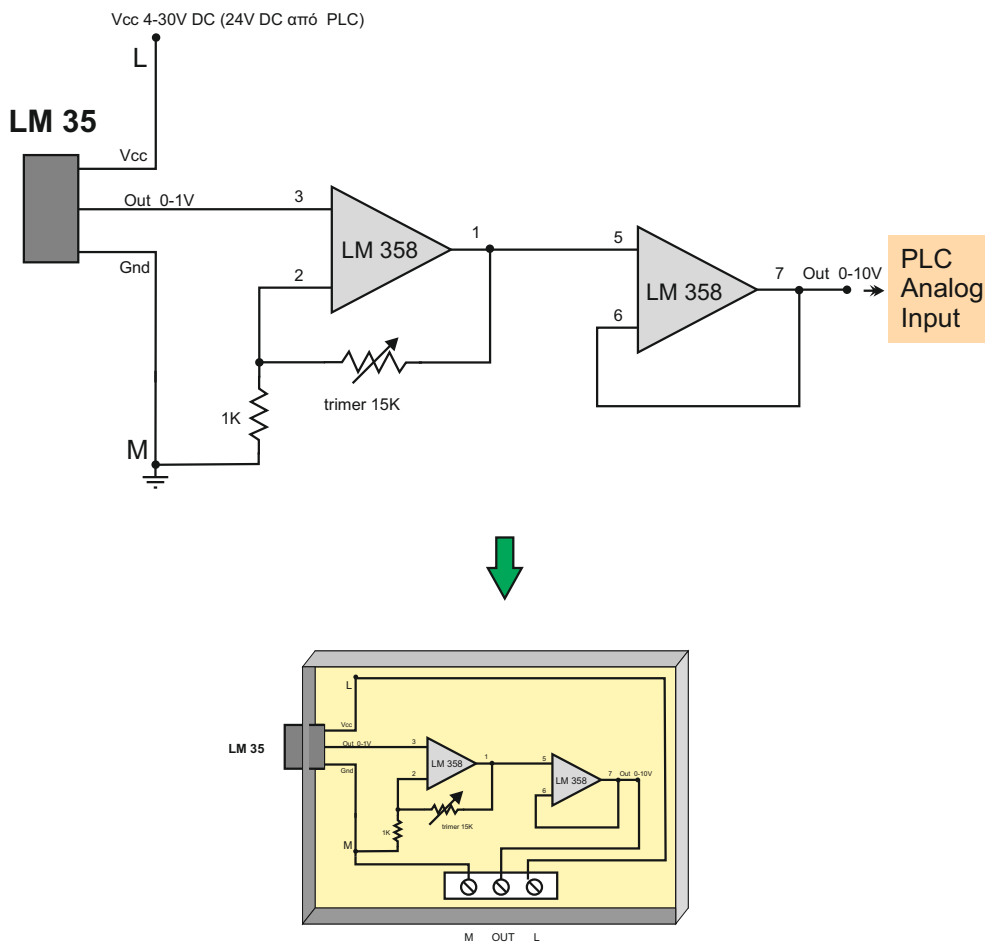 Vcc 4-30V DC (24V DC από PLC)
L
LM 35
Vcc
Out 0-1V
3
Gnd
2
LM 358
1
5
6
LM 358
7
Out 0-10V
PLC
Analog
Input
trimer 15K
1K
M
L
LM 35
Vcc
Out 0-1V
3
Gnd
2
LM 358
1
5
6
LM 358
7
Out 0-10V
trimer 15K
1K
M
M OUT L